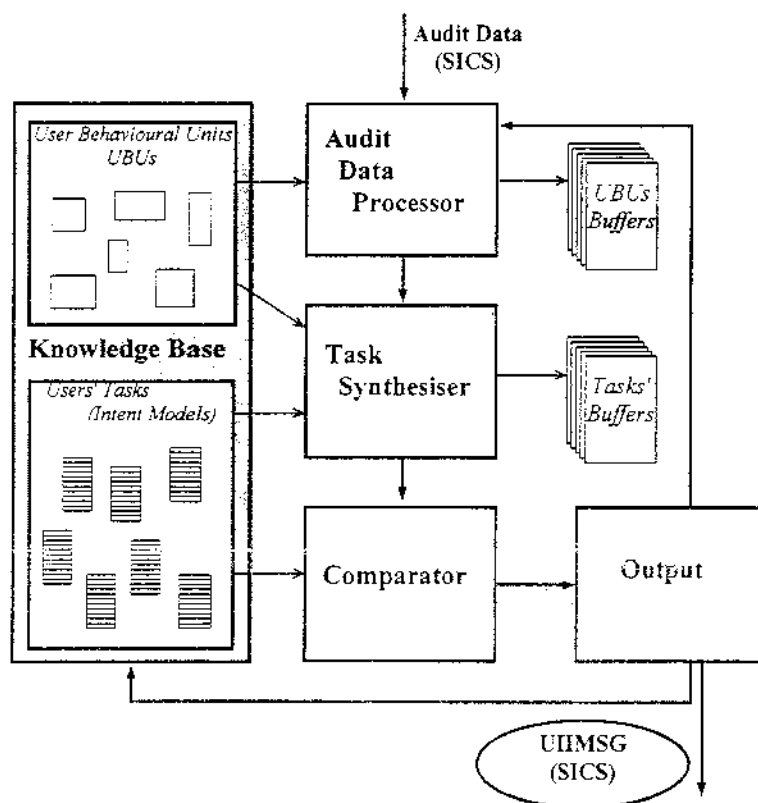 Audit Data
(SICS)
User Behavioural Units
UBUs
Audit
Data
Processor
UBUs
Buffers
Knowledge Base
Task
Synthesiser
Users' Tasks
(Intent Models)
Tasks'
Buffers
Comparator
Output
UIIMSG
(SICS)